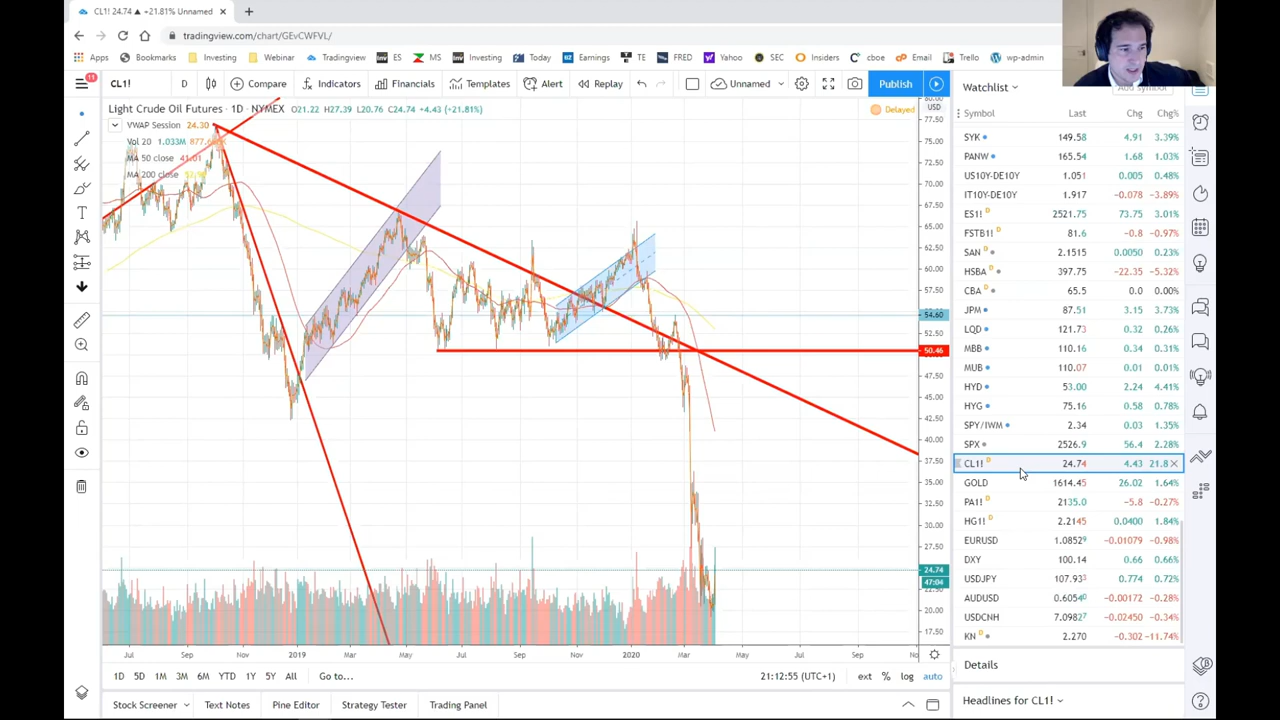 CL1! 24.74 ▲ +21.81% Unnamed
tradingview.com/chart/GEvCWFVL/
Apps Bookmarks Investing Webinar Tradingview ES MS Investing Today Earnings TE FRED Yahoo SEC Insiders cboe Email Trello wp-admin
11
CL1! D Compare Indicators Financials Templates Alert Replay Unnamed Publish
Watchlist Add symbol
Light Crude Oil Futures · 1D · NYMEX O21.22 H27.39 L20.76 C24.74 +4.43 (+21.81%)
Delayed
USD
VWAP Session 24.30
Vol 20 1.033M
MA 50 close 41.01
MA 200 close
80.00
77.50
75.00
72.50
70.00
67.50
65.00
62.50
60.00
57.50
54.60
52.50
50.46
47.50
45.00
42.50
40.00
37.50
35.00
32.50
30.00
27.50
24.74
47:04
22.50
20.00
17.50
Jul Sep Nov 2019 Mar May Jul Sep Nov 2020 Mar May Jul Sep No
1D 5D 1M 3M 6M YTD 1Y 5Y All Go to... 21:12:55 (UTC+1) ext % log auto
Stock Screener Text Notes Pine Editor Strategy Tester Trading Panel
Symbol Last Chg Chg%
SYK 149.58 4.91 3.39%
PANW 165.54 1.68 1.03%
US10Y-DE10Y 1.051 0.005 0.48%
IT10Y-DE10Y 1.917 -0.078 -3.89%
ES1! D 2521.75 73.75 3.01%
FSTB1! D 81.6 -0.8 -0.97%
SAN D 2.1515 0.0050 0.23%
HSBA D 397.75 -22.35 -5.32%
CBA D 65.5 0.0 0.00%
JPM 87.51 3.15 3.73%
LQD 121.73 0.32 0.26%
MBB 110.16 0.34 0.31%
MUB 110.07 0.01 0.01%
HYD 53.00 2.24 4.41%
HYG 75.16 0.58 0.78%
SPY/IWM 2.34 0.03 1.35%
SPX 2526.9 56.4 2.28%
CL1! D 24.74 4.43 21.8
GOLD 1614.45 26.02 1.64%
PA1! D 2135.0 -5.8 -0.27%
HG1! D 2.2145 0.0400 1.84%
EURUSD 1.08529 -0.01079 -0.98%
DXY 100.14 0.66 0.66%
USDJPY 107.933 0.774 0.72%
AUDUSD 0.60540 -0.00172 -0.28%
USDCNH 7.09827 -0.02450 -0.34%
KN D 2.270 -0.302 -11.74%
Details
Headlines for CL1!